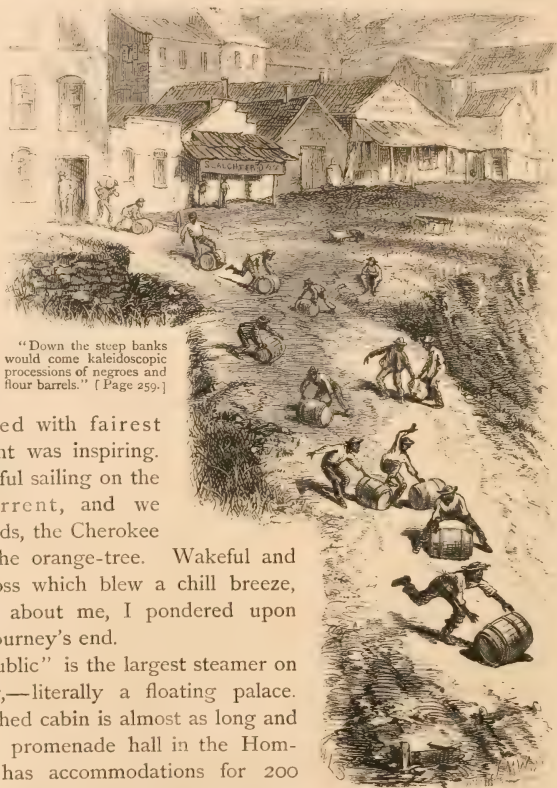 "Down the steep banks
would come kaleidoscopic
processions of negroes and
flour barrels." [Page 259.]
ed with fairest
nt was inspiring.
ful sailing on the
rrent, and we
ds, the Cherokee
he orange-tree. Wakeful and
oss which blew a chill breeze,
about me, I pondered upon
ourney's end.
ublic" is the largest steamer on
,—literally a floating palace.
hed cabin is almost as long and
promenade hall in the Hom-
has accommodations for 200